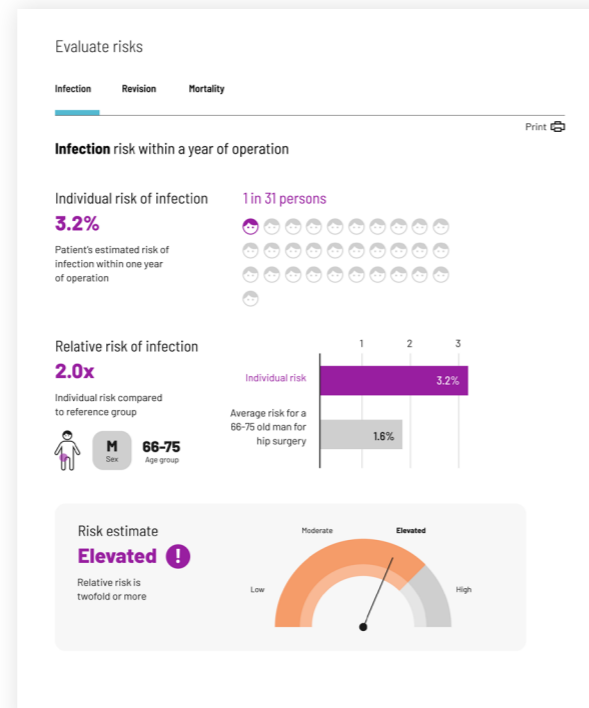 Evaluate risks
Infection Revision Mortality
Print
Infection risk within a year of operation
Individual risk of infection
3.2%
Patient's estimated risk of
infection within one year
of operation
1 in 31 persons
Relative risk of infection
2.0x
Individual risk compared
to reference group
M
Sex
66-75
Age group
1 2 3
Individual risk
3.2%
Average risk for a
66-75 old man for
hip surgery
1.6%
Risk estimate
Elevated !
Relative risk is
twofold or more
Low
Moderate
Elevated
High